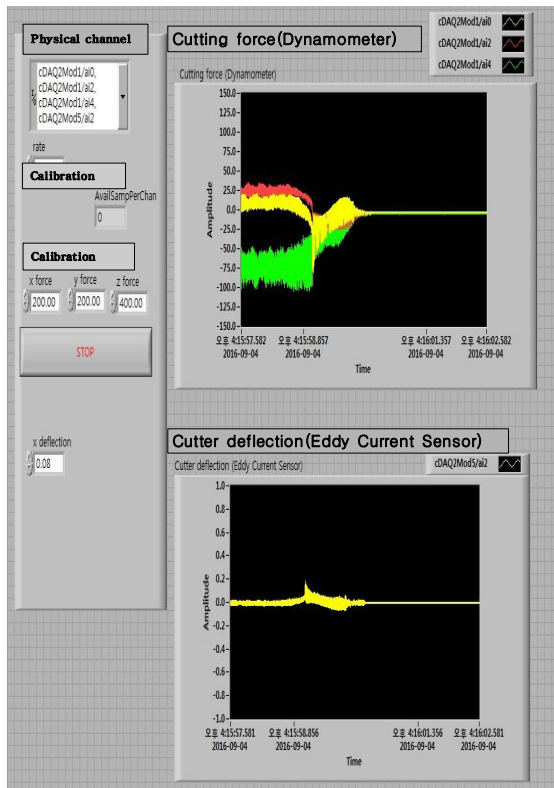 Physical channel
cDAQ2Mod1/ai0,
cDAQ2Mod1/ai2,
cDAQ2Mod1/ai4,
cDAQ2Mod5/ai2
rate
Calibration
AvailSampPerChan
0
Calibration
x force
y force
z force
200.00
200.00
400.00
STOP
x deflection
0.08
Cutting force(Dynamometer)
cDAQ2Mod1/ai0
cDAQ2Mod1/ai2
cDAQ2Mod1/ai4
Cutting force (Dynamometer)
Amplitude
150.0
125.0
100.0
75.0
50.0
25.0
0.0
-25.0
-50.0
-75.0
-100.0
-125.0
-150.0
오후 4:15:57.582
2016-09-04
오후 4:15:58.857
2016-09-04
오후 4:16:01.357
2016-09-04
오후 4:16:02.582
2016-09-04
Time
Cutter deflection(Eddy Current Sensor)
Cutter deflection (Eddy Current Sensor)
cDAQ2Mod5/ai2
Amplitude
1.0
0.8
0.6
0.4
0.2
0.0
-0.2
-0.4
-0.6
-0.8
-1.0
오후 4:15:57.581
2016-09-04
오후 4:15:58.856
2016-09-04
오후 4:16:01.356
2016-09-04
오후 4:16:02.581
2016-09-04
Time